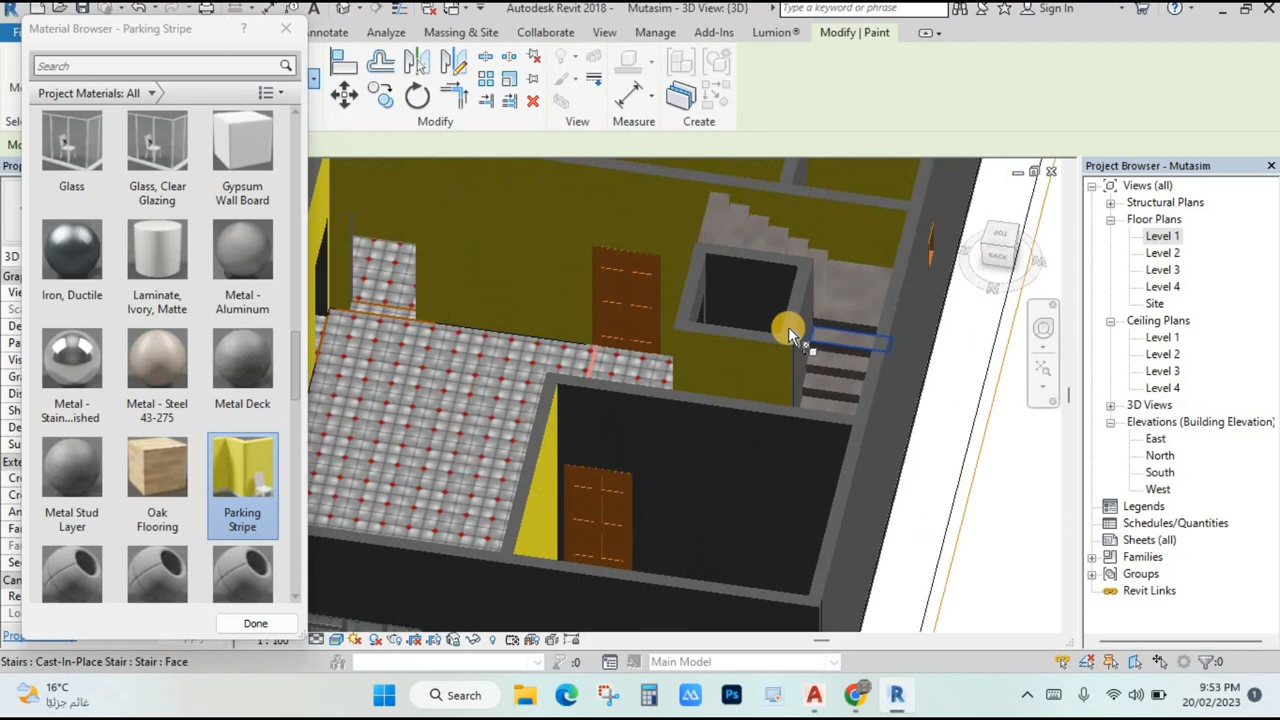 Autodesk Revit 2018 - Mutasim - 3D View: {3D}
Type a keyword or phrase
Sign In
Material Browser - Parking Stripe
?
Annotate
Analyze
Massing & Site
Collaborate
View
Manage
Add-Ins
Lumion®
Modify | Paint
Search
Project Materials: All
Modify
View
Measure
Create
Glass
Glass, Clear
Glazing
Gypsum
Wall Board
Iron, Ductile
Laminate,
Ivory, Matte
Metal -
Aluminum
Metal -
Stain...ished
Metal - Steel
43-275
Metal Deck
Metal Stud
Layer
Oak
Flooring
Parking
Stripe
Done
TOP
BACK
Project Browser - Mutasim
Views (all)
Structural Plans
Floor Plans
Level 1
Level 2
Level 3
Level 4
Site
Ceiling Plans
Level 1
Level 2
Level 3
Level 4
3D Views
Elevations (Building Elevation)
East
North
South
West
Legends
Schedules/Quantities
Sheets (all)
Families
Groups
Revit Links
1 : 100
Stairs : Cast-In-Place Stair : Stair : Face
:0
Main Model
:0
16°C
غائم جزئيًا
Search
Ps
A
R
9:53 PM
20/02/2023
1